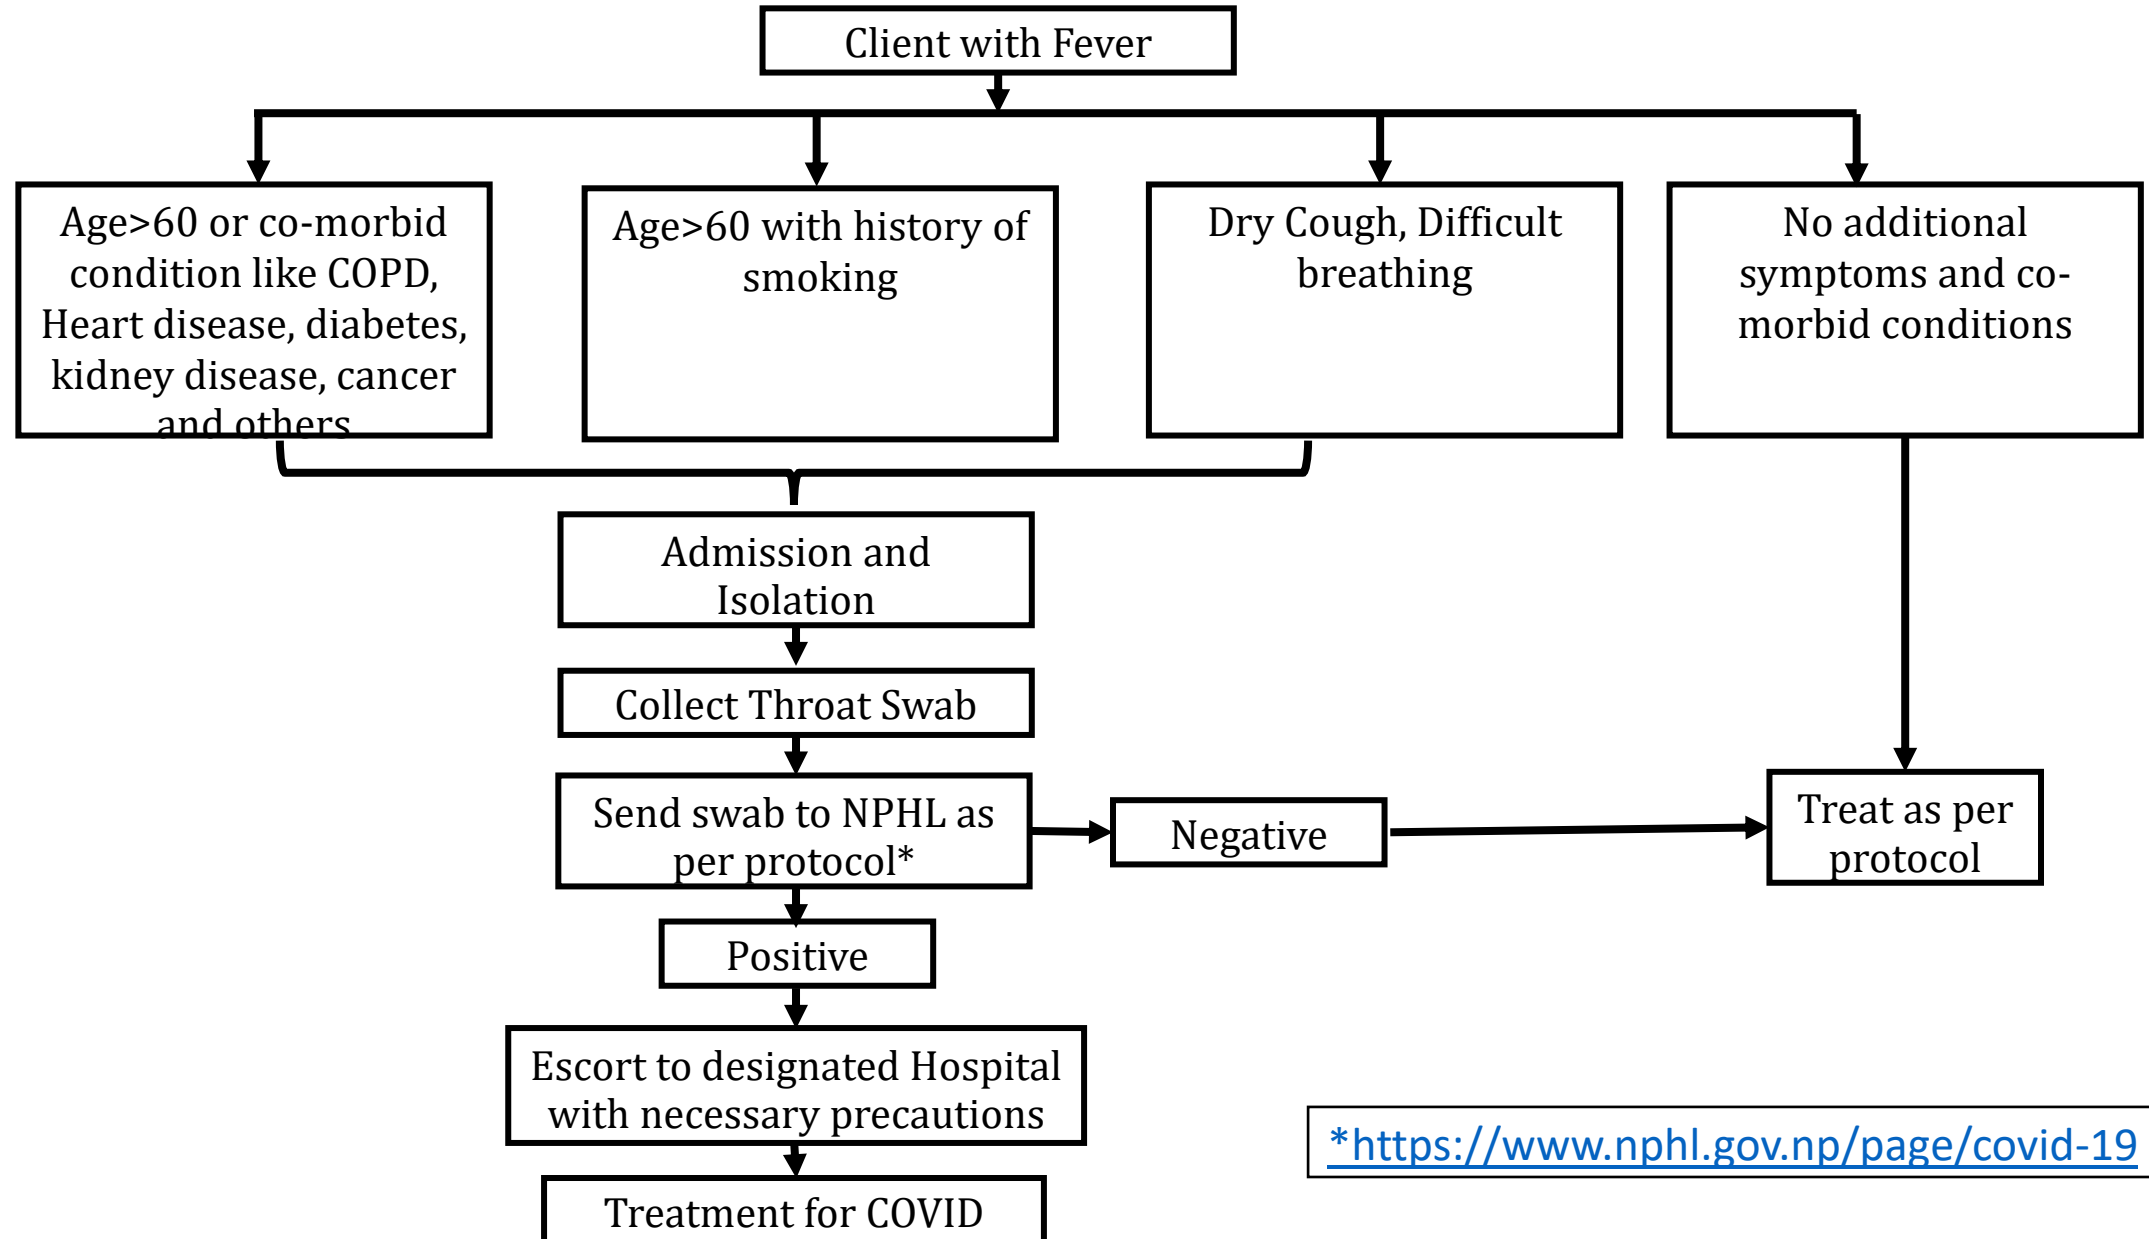 Client with Fever
Age>60 or co-morbid
condition like COPD,
Heart disease, diabetes,
kidney disease, cancer
and others
Age>60 with history of
smoking
Dry Cough, Difficult
breathing
No additional
symptoms and co-
morbid conditions
Admission and
Isolation
Collect Throat Swab
Send swab to NPHL as
per protocol*
Negative
Treat as per
protocol
Positive
Escort to designated Hospital
with necessary precautions
Treatment for COVID
*https://www.nphl.gov.np/page/covid-19